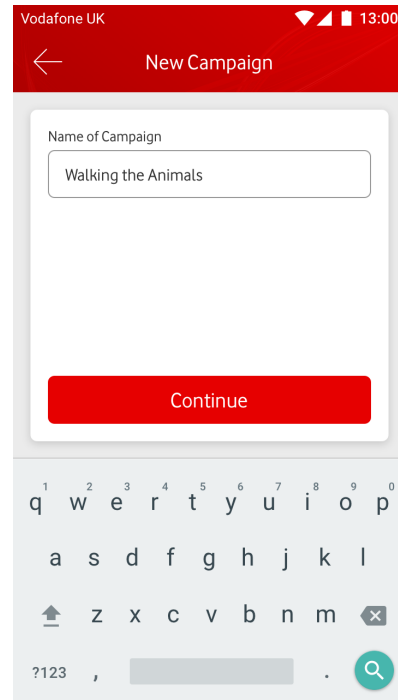 Vodafone UK 13:00
New Campaign
Name of Campaign
Walking the Animals
Continue
1 2 3 4 5 6 7 8 9 0
q w e r t y u i o p
a s d f g h j k l
z x c v b n m
?123 , .